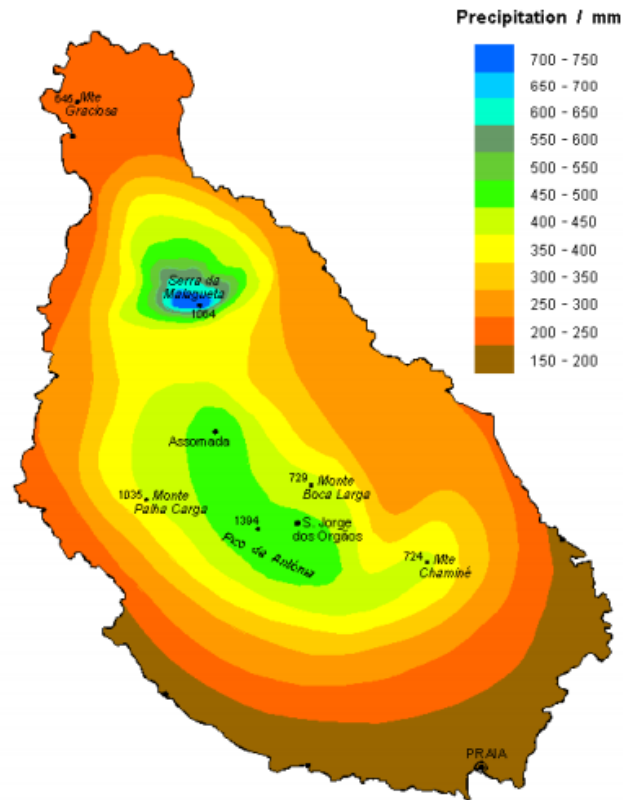 Precipitation / mm
700 - 750
650 - 700
600 - 650
550 - 600
500 - 550
450 - 500
400 - 450
350 - 400
300 - 350
250 - 300
200 - 250
150 - 200
646 Mte
Graciosa
Serra da
Malagueta
1064
Assomada
729 Monte
Boca Larga
1035 Monte
Palha Carga
1394
S. Jorge
dos Orgãos
Pico da Antónia
724 Mte
Chaminé
PRAIA